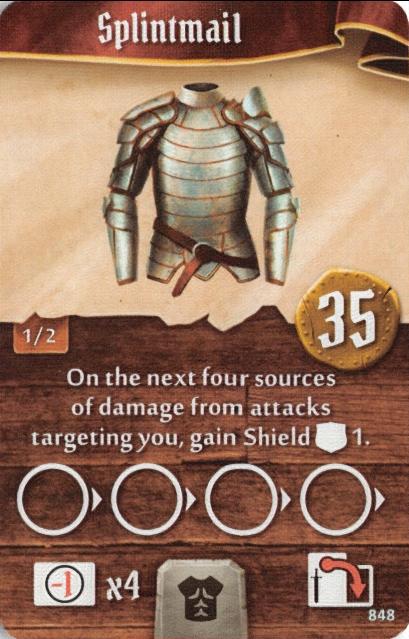 Splintmail
35
1/2
On the next four sources
of damage from attacks
targeting you, gain Shield 1.
-1 x4
848